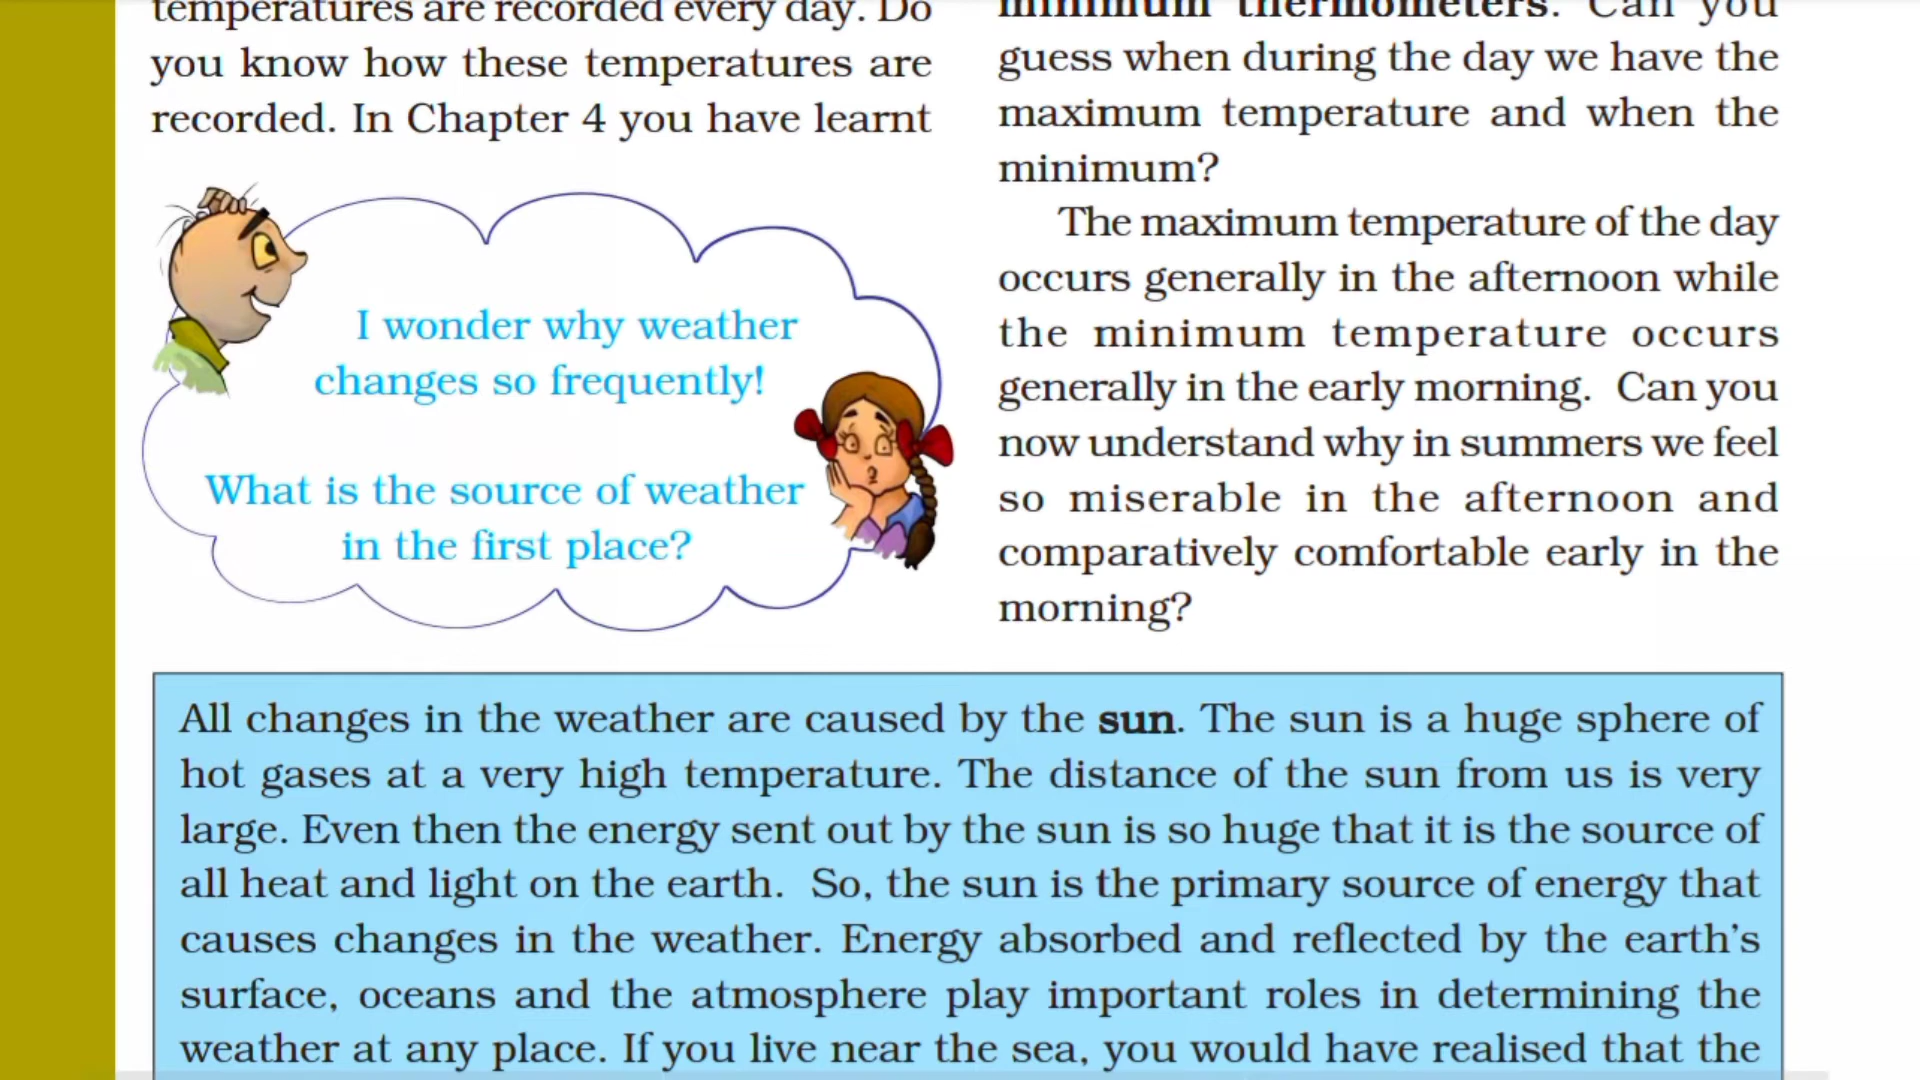 temperatures are recorded every day. Do
you know how these temperatures are
recorded. In Chapter 4 you have learnt
I wonder why weather
changes so frequently!
What is the source of weather
in the first place?
minimum thermometers. Can you
guess when during the day we have the
maximum temperature and when the
minimum?
The maximum temperature of the day
occurs generally in the afternoon while
the minimum temperature occurs
generally in the early morning. Can you
now understand why in summers we feel
so miserable in the afternoon and
comparatively comfortable early in the
morning?
All changes in the weather are caused by the sun. The sun is a huge sphere of
hot gases at a very high temperature. The distance of the sun from us is very
large. Even then the energy sent out by the sun is so huge that it is the source of
all heat and light on the earth. So, the sun is the primary source of energy that
causes changes in the weather. Energy absorbed and reflected by the earth’s
surface, oceans and the atmosphere play important roles in determining the
weather at any place. If you live near the sea, you would have realised that the